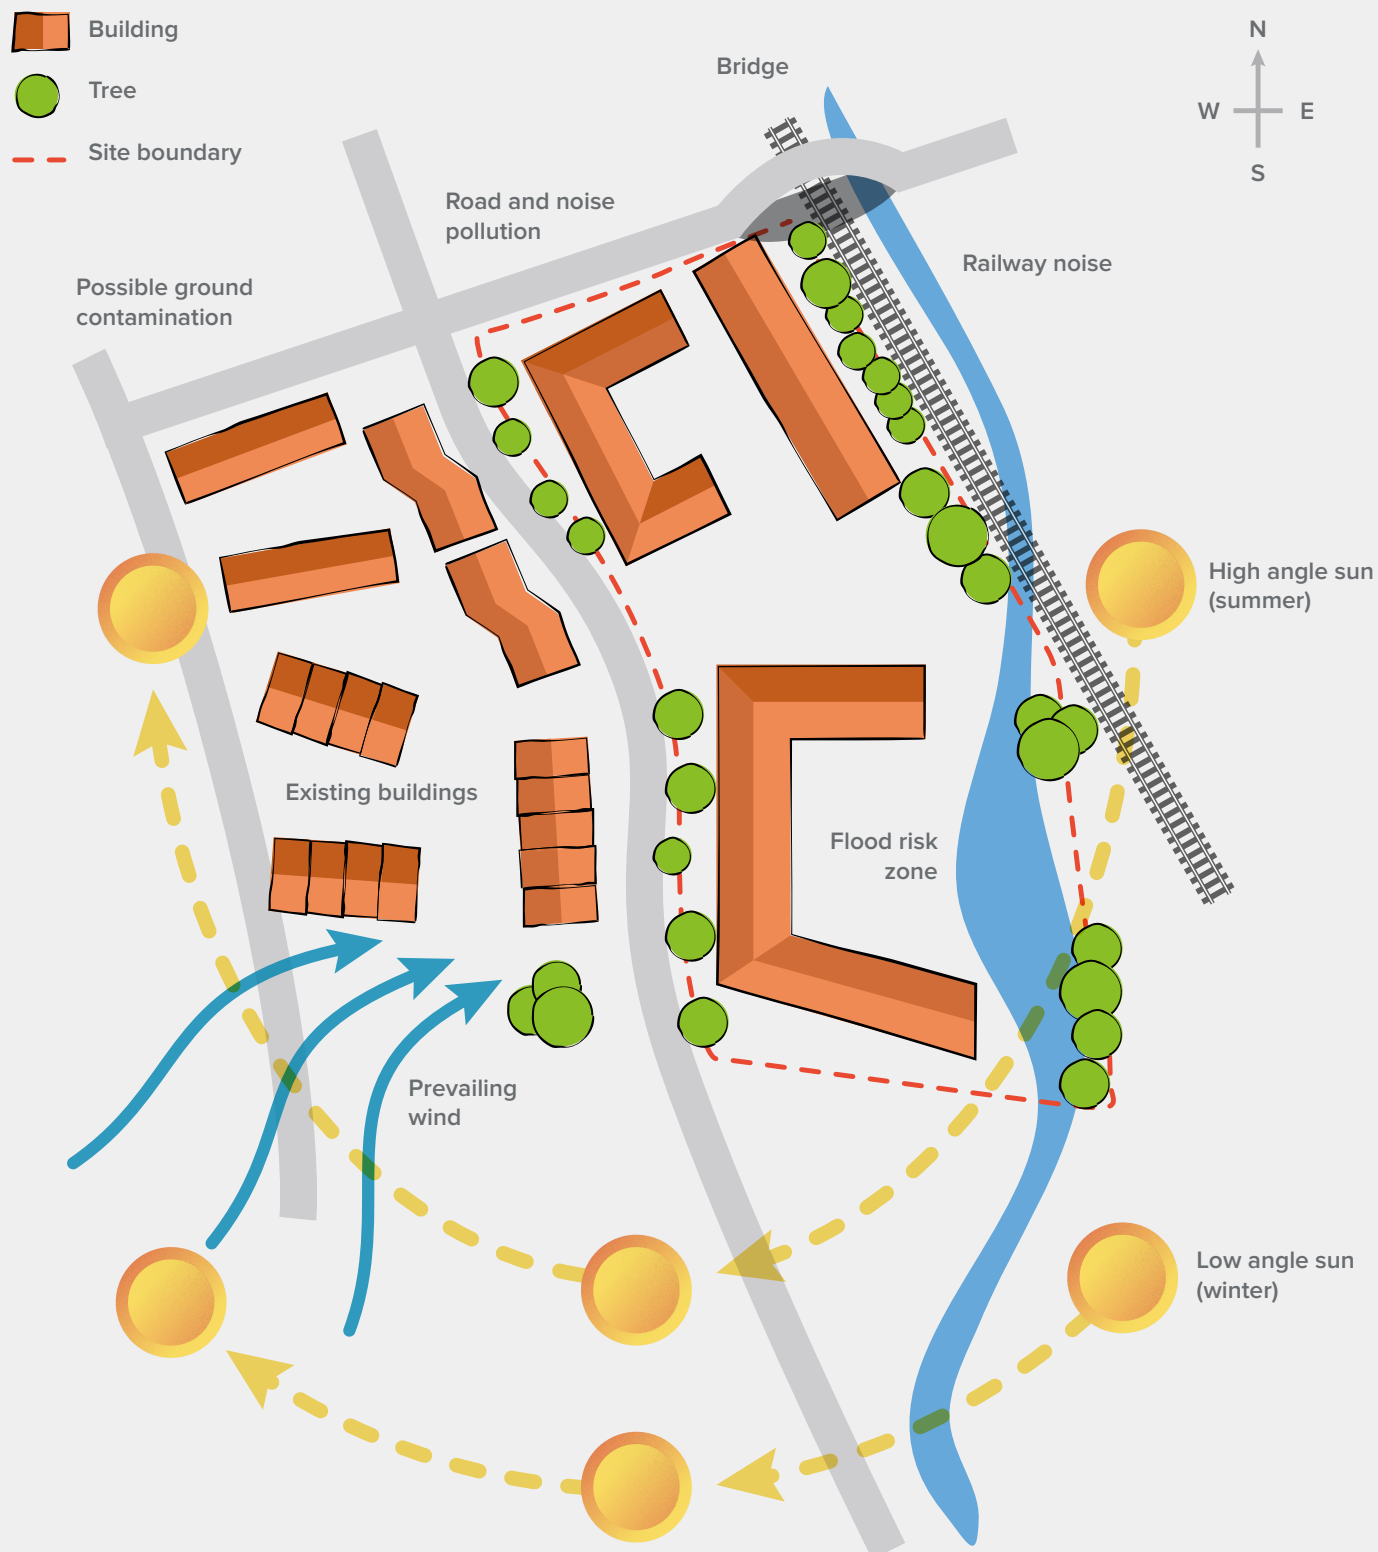 Building
Tree
Site boundary
Bridge
N
W
E
S
Road and noise
pollution
Railway noise
Possible ground
contamination
High angle sun
(summer)
Existing buildings
Flood risk
zone
Prevailing
wind
Low angle sun
(winter)